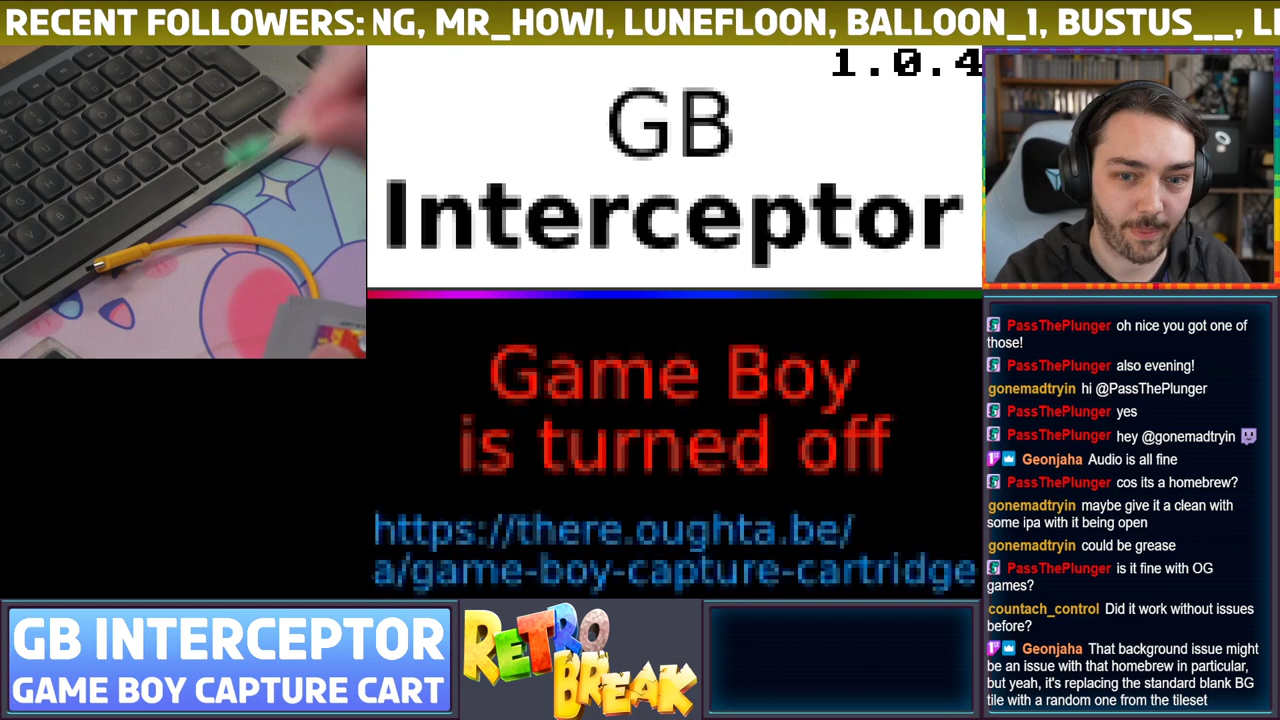 RECENT FOLLOWERS: NG, MR_HOWI, LUNEFLOON, BALLOON_1, BUSTUS__,
1.0.4
GB
Interceptor
Game Boy
is turned off
https://there.oughta.be/
a/game-boy-capture-cartridge
PassThePlunger oh nice you got one of
those!
PassThePlunger also evening!
gonemadtryin hi @PassThePlunger
PassThePlunger yes
PassThePlunger hey @gonemadtryin
Geonjaha Audio is all fine
PassThePlunger cos its a homebrew?
gonemadtryin maybe give it a clean with
some ipa with it being open
gonemadtryin could be grease
PassThePlunger is it fine with OG
games?
countach_control Did it work without issues
before?
Geonjaha That background issue might
be an issue with that homebrew in particular,
but yeah, it's replacing the standard blank BG
tile with a random one from the tileset
GB INTERCEPTOR
GAME BOY CAPTURE CART
RETRO
BREAK